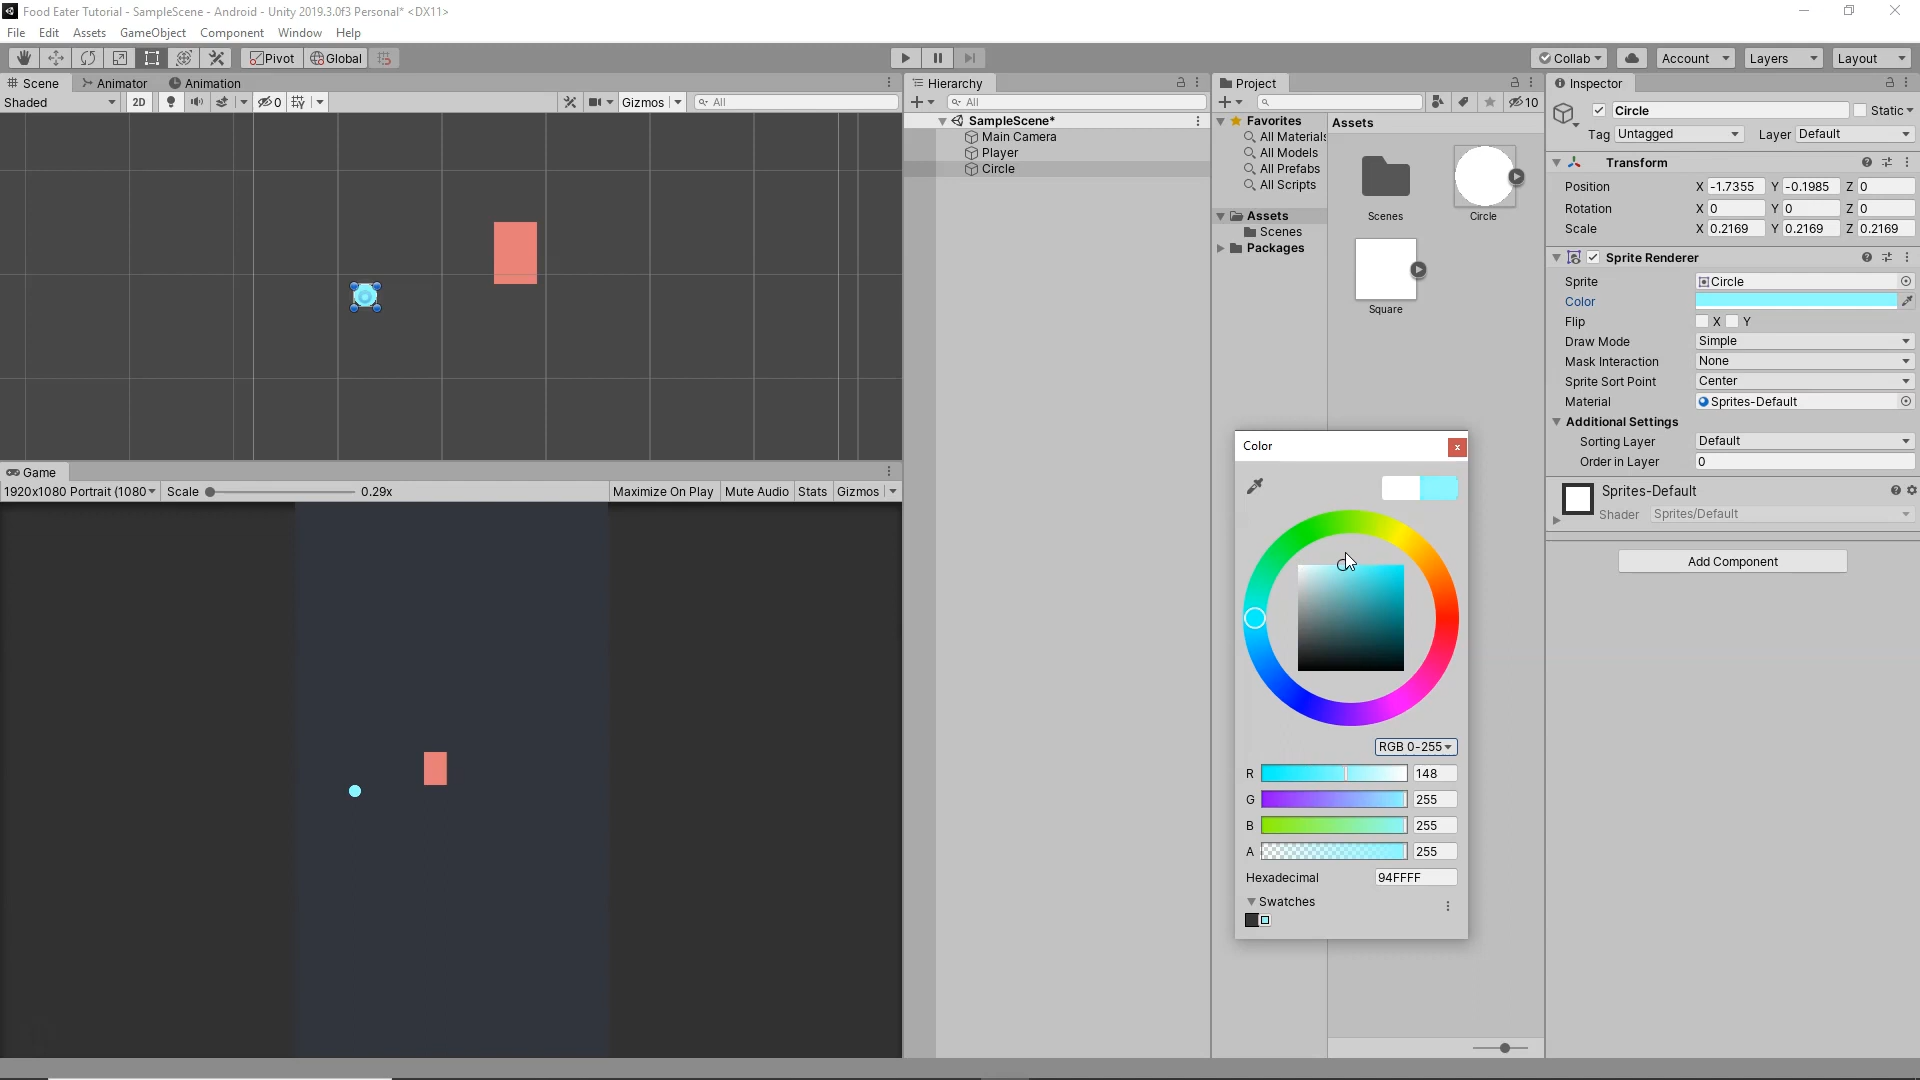 Food Eater Tutorial - SampleScene - Android - Unity 2019.3.0f3 Personal* <DX11>
File Edit Assets GameObject Component Window Help
Pivot Global Collab Account Layers Layout
Scene Animator Animation
Shaded 2D 0 Gizmos All
Game
1920x1080 Portrait (1080 Scale 0.29x Maximize On Play Mute Audio Stats Gizmos
Hierarchy
All
SampleScene*
Main Camera
Player
Circle
Project
10
Favorites
All Materials
All Models
All Prefabs
All Scripts
Assets
Scenes
Packages
Assets
Scenes
Circle
Square
Inspector
Circle Static
Tag Untagged Layer Default
Transform
Position X -1.7355 Y -0.1985 Z 0
Rotation X 0 Y 0 Z 0
Scale X 0.2169 Y 0.2169 Z 0.2169
Sprite Renderer
Sprite Circle
Color
Flip X Y
Draw Mode Simple
Mask Interaction None
Sprite Sort Point Center
Material Sprites-Default
Additional Settings
Sorting Layer Default
Order in Layer 0
Sprites-Default
Shader Sprites/Default
Add Component
Color
RGB 0-255
R 148
G 255
B 255
A 255
Hexadecimal 94FFFF
Swatches